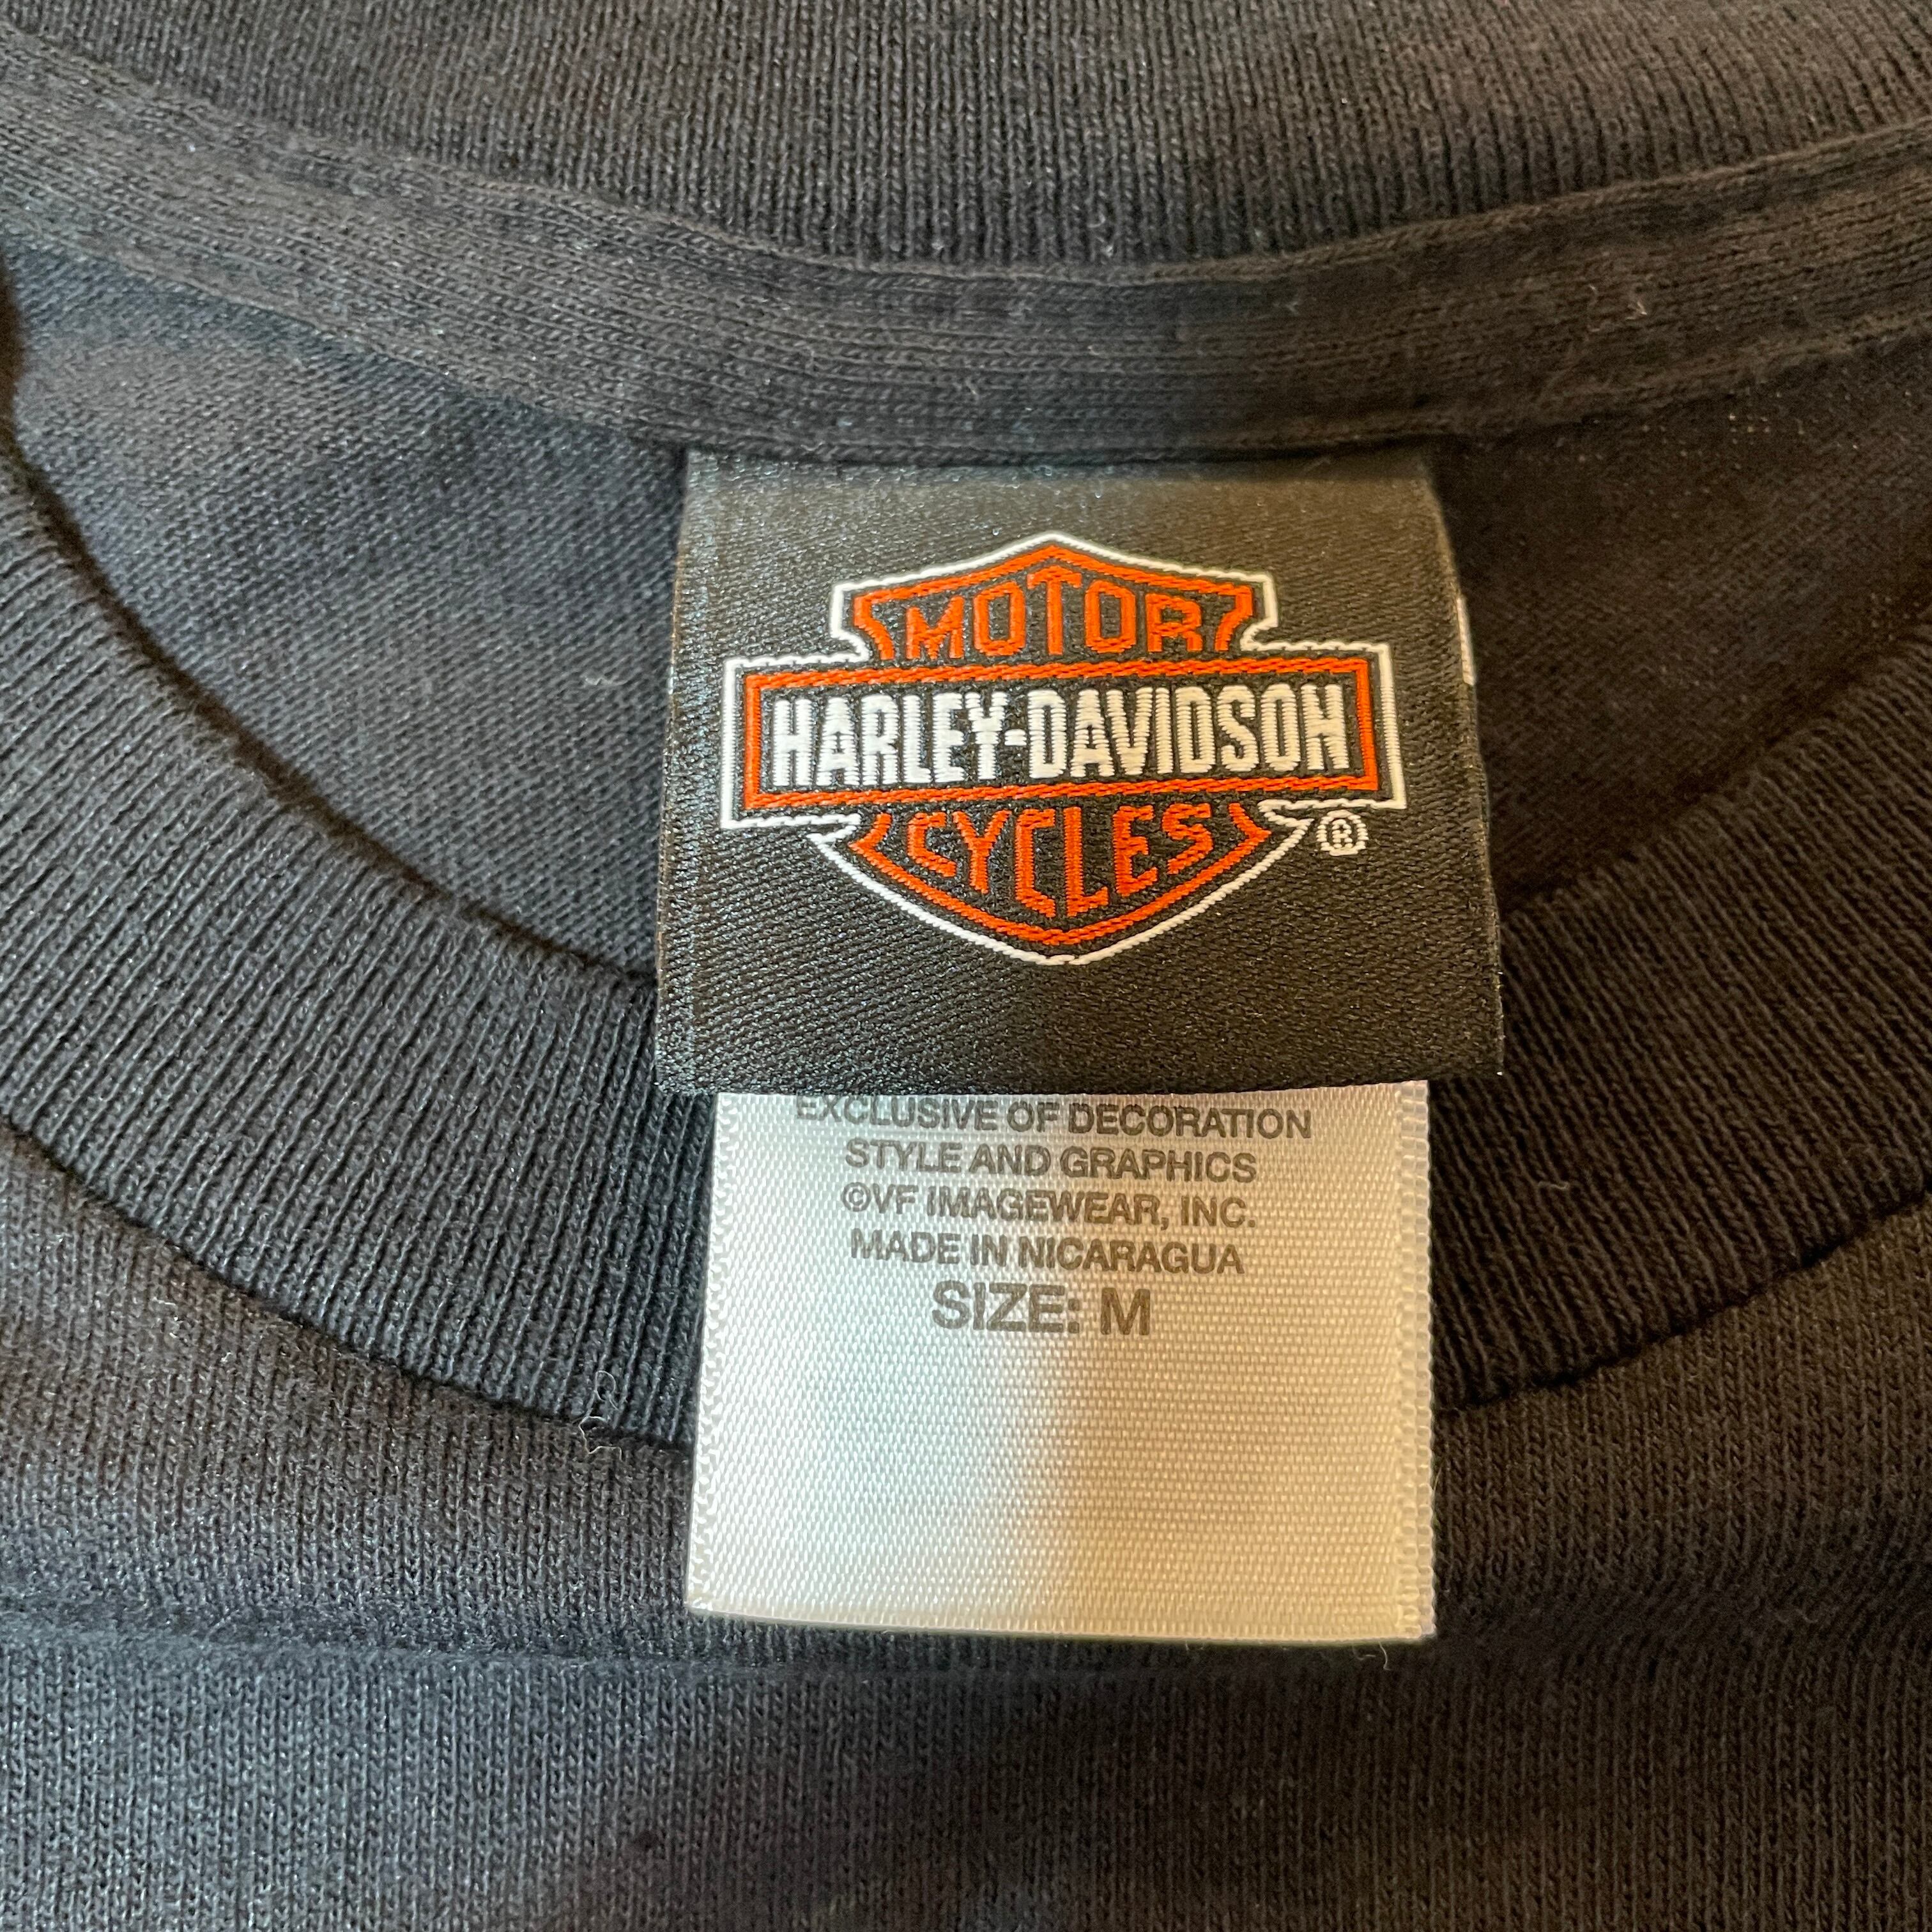 MOTOR
HARLEY-DAVIDSON
CYCLES
®
EXCLUSIVE OF DECORATION
STYLE AND GRAPHICS
©VF IMAGEWEAR, INC.
MADE IN NICARAGUA
SIZE: M